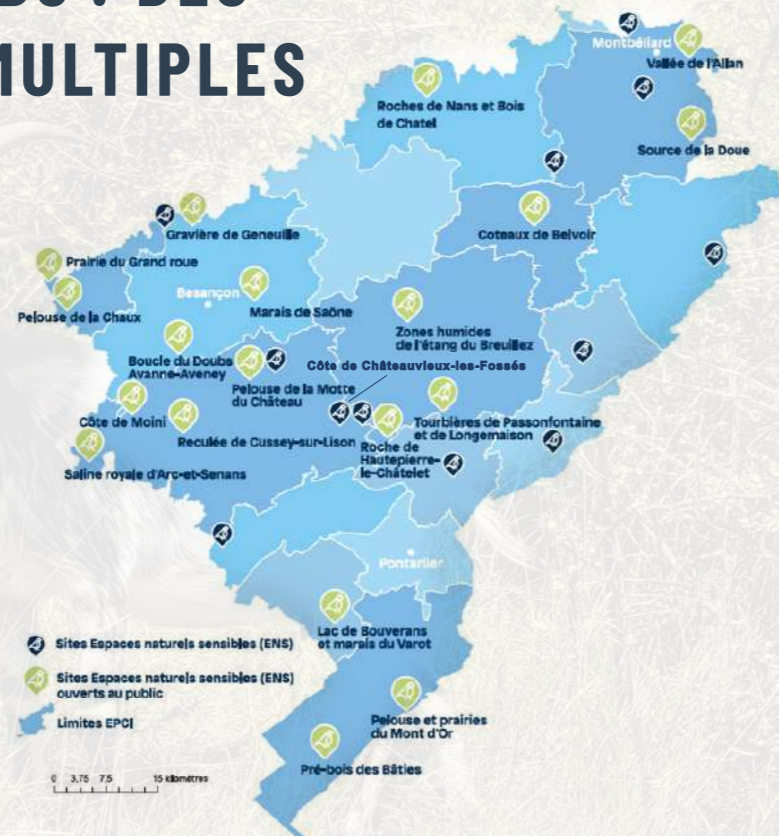 MULTIPLES
Montbéliard
Vallée de l'Allan
Roches de Nans et Bois
de Chatel
Source de la Doue
Gravière de Geneuille
Coteaux de Belvoir
Prairie du Grand roue
Besançon
Pelouse de la Chaux
Marais de Saône
Zones humides
de l'étang du Breuillez
Boucle du Doubs
Avanne-Aveney
Côte de Châteauvieux-les-Fossés
Pelouse de la Motte
du Château
Côte de Moini
Reculée de Cussey-sur-Lison
Tourbières de Passonfontaine
et de Longemaison
Roche de
Hautepierre-
le-Châtelet
Saline royale d'Arc-et-Senans
Pontarlier
Lac de Bouverans
et marais du Varot
Sites Espaces naturels sensibles (ENS)
Sites Espaces naturels sensibles (ENS)
ouverts au public
Limites EPCI
Pelouse et prairies
du Mont d'Or
Pré-bois des Bâties
0 3,75 7,5 15 kilomètres